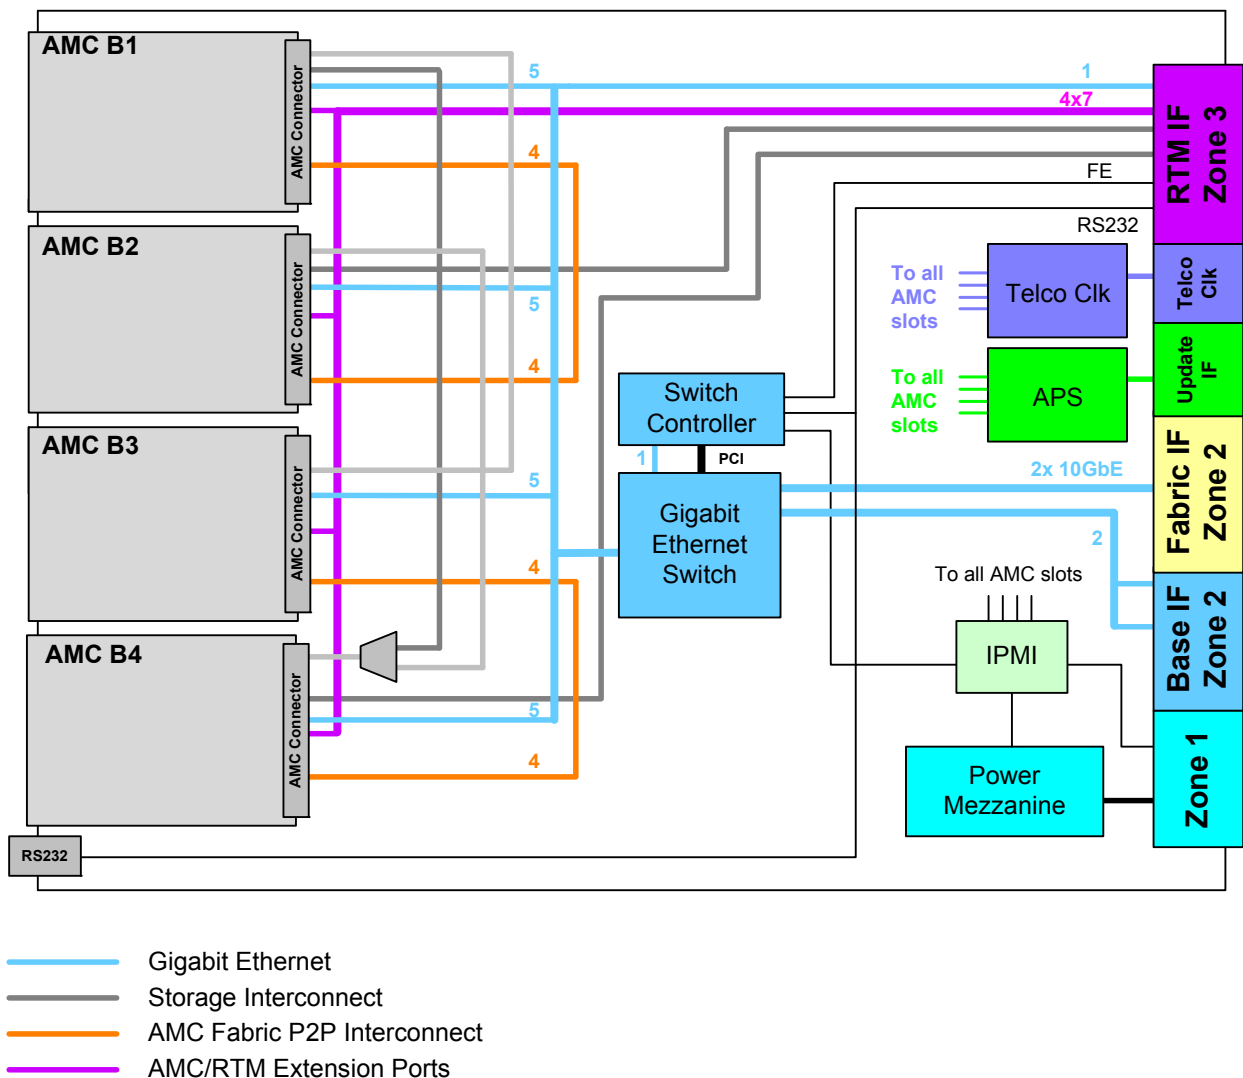 AMC B1
AMC Connector
5
1
4x7
4
RTM IF
Zone 3
FE
RS232
AMC B2
AMC Connector
5
4
To all
AMC
slots
Telco Clk
Telco
Clk
To all
AMC
slots
APS
Update
IF
Switch
Controller
1
PCI
Gigabit
Ethernet
Switch
2x 10GbE
2
Fabric IF
Zone 2
AMC B3
AMC Connector
5
4
To all AMC slots
IPMI
Base IF
Zone 2
AMC B4
AMC Connector
5
4
Power
Mezzanine
Zone 1
RS232
Gigabit Ethernet
Storage Interconnect
AMC Fabric P2P Interconnect
AMC/RTM Extension Ports